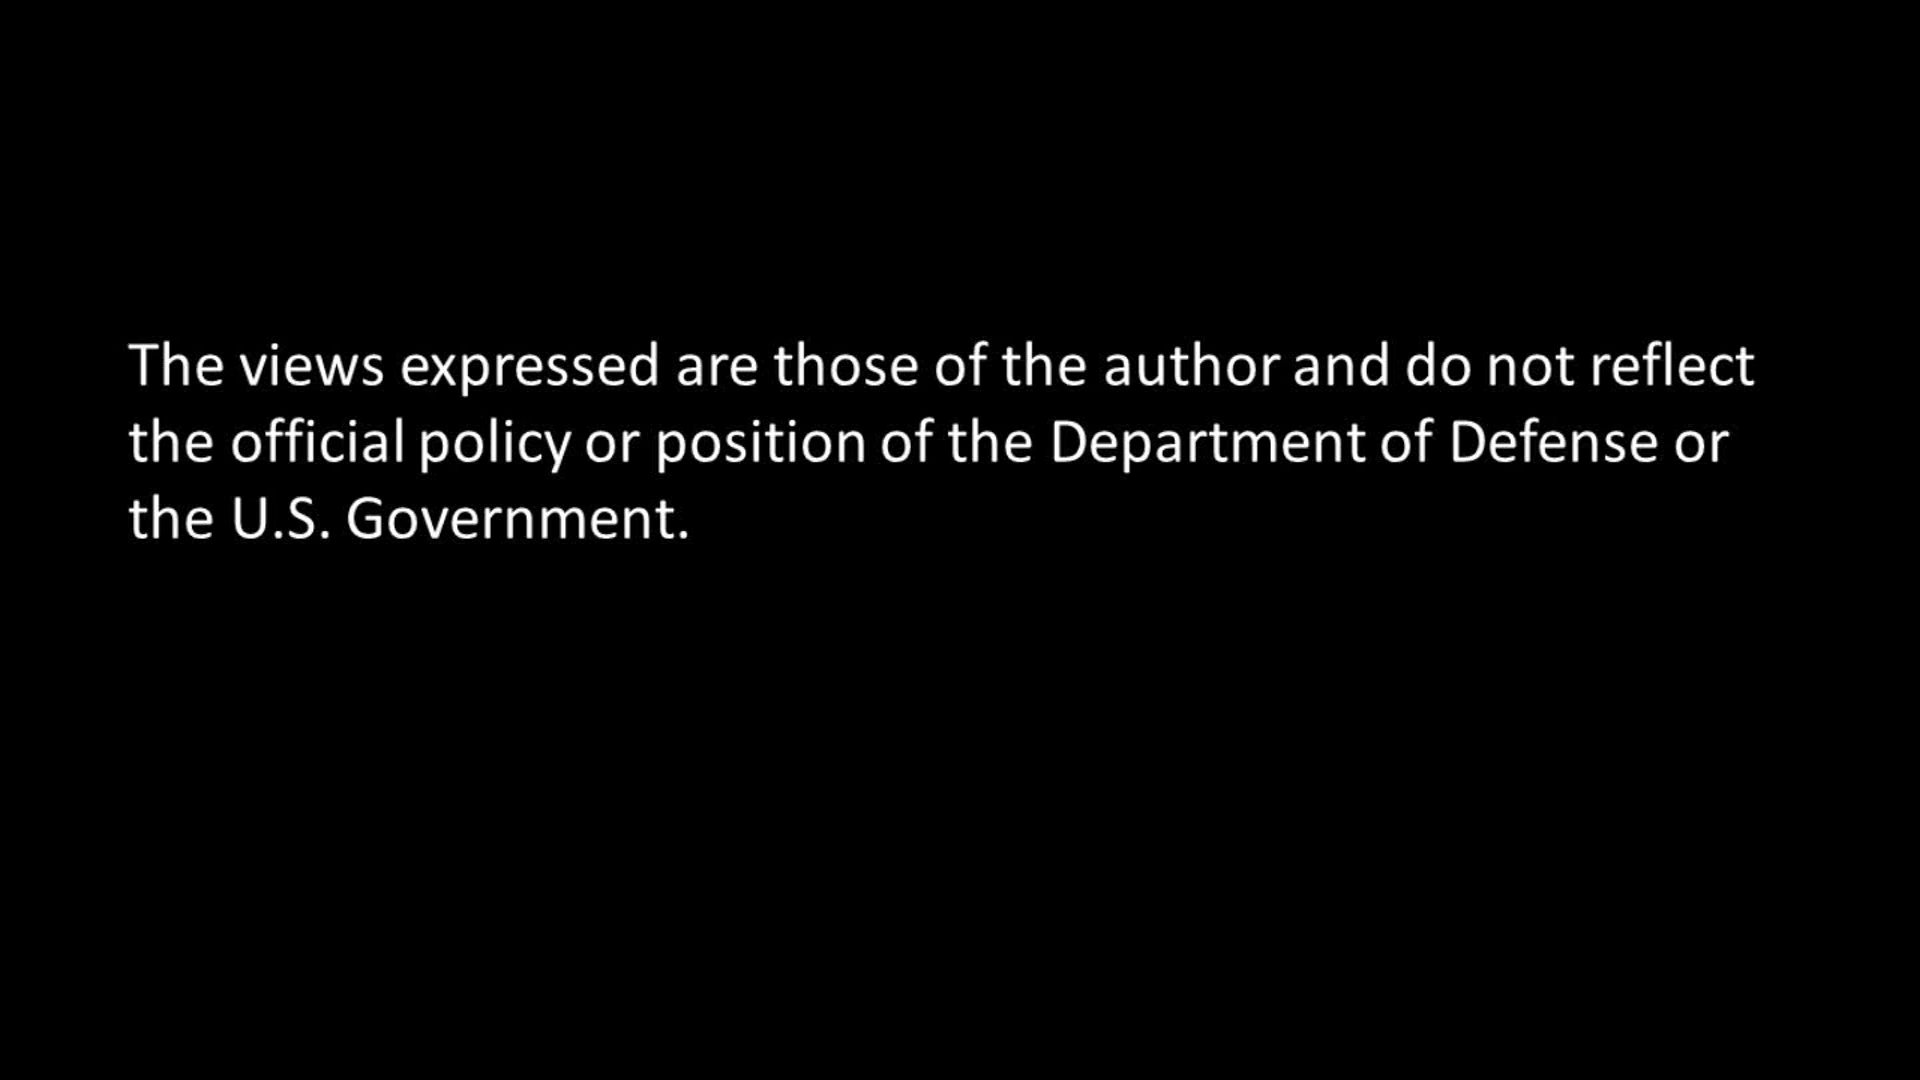 The views expressed are those of the author and do not reflect
the official policy or position of the Department of Defense or
the U.S. Government.